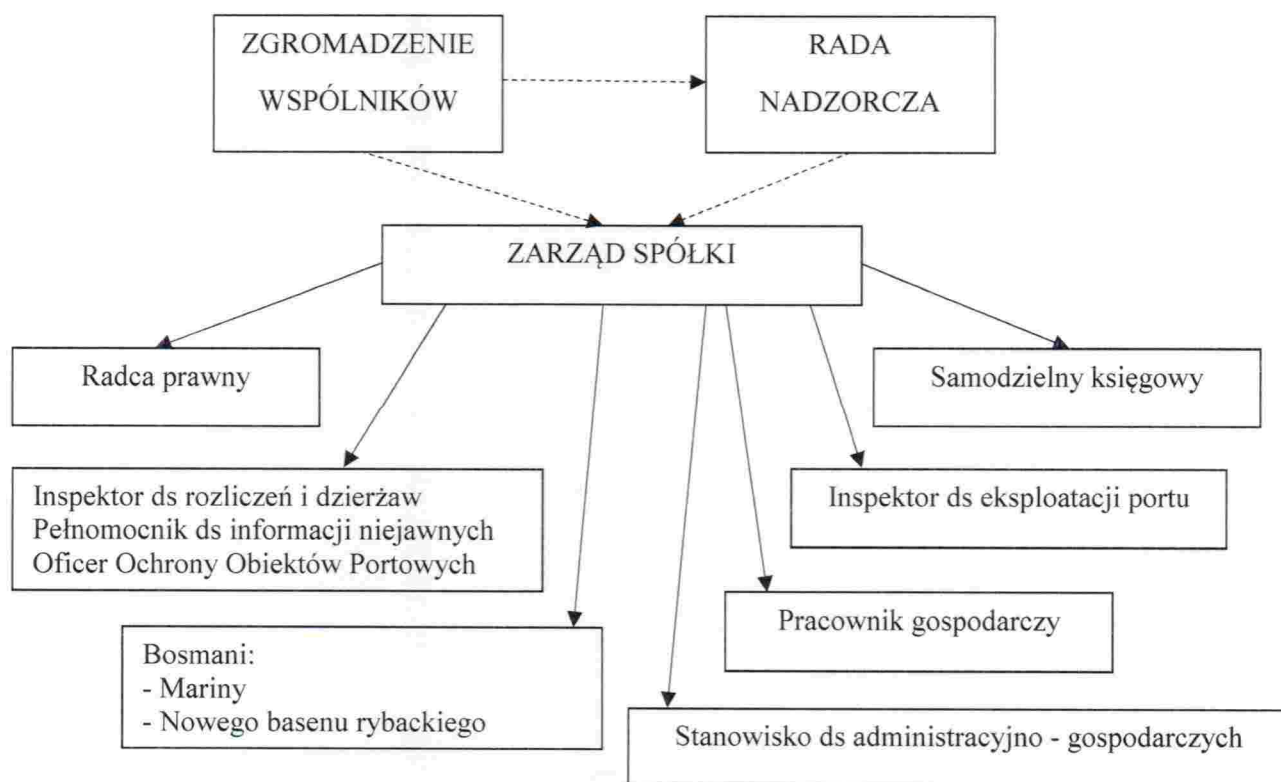 ZGROMADZENIE
WSPÓLNIKÓW
RADA
NADZORCZA
ZARZĄD SPÓŁKI
Radca prawny
Samodzielny księgowy
Inspektor ds rozliczeń i dzierżaw
Pełnomocnik ds informacji niejawnych
Oficer Ochrony Obiektów Portowych
Inspektor ds eksploatacji portu
Pracownik gospodarczy
Bosmani:
- Mariny
- Nowego basenu rybackiego
Stanowisko ds administracyjno - gospodarczych